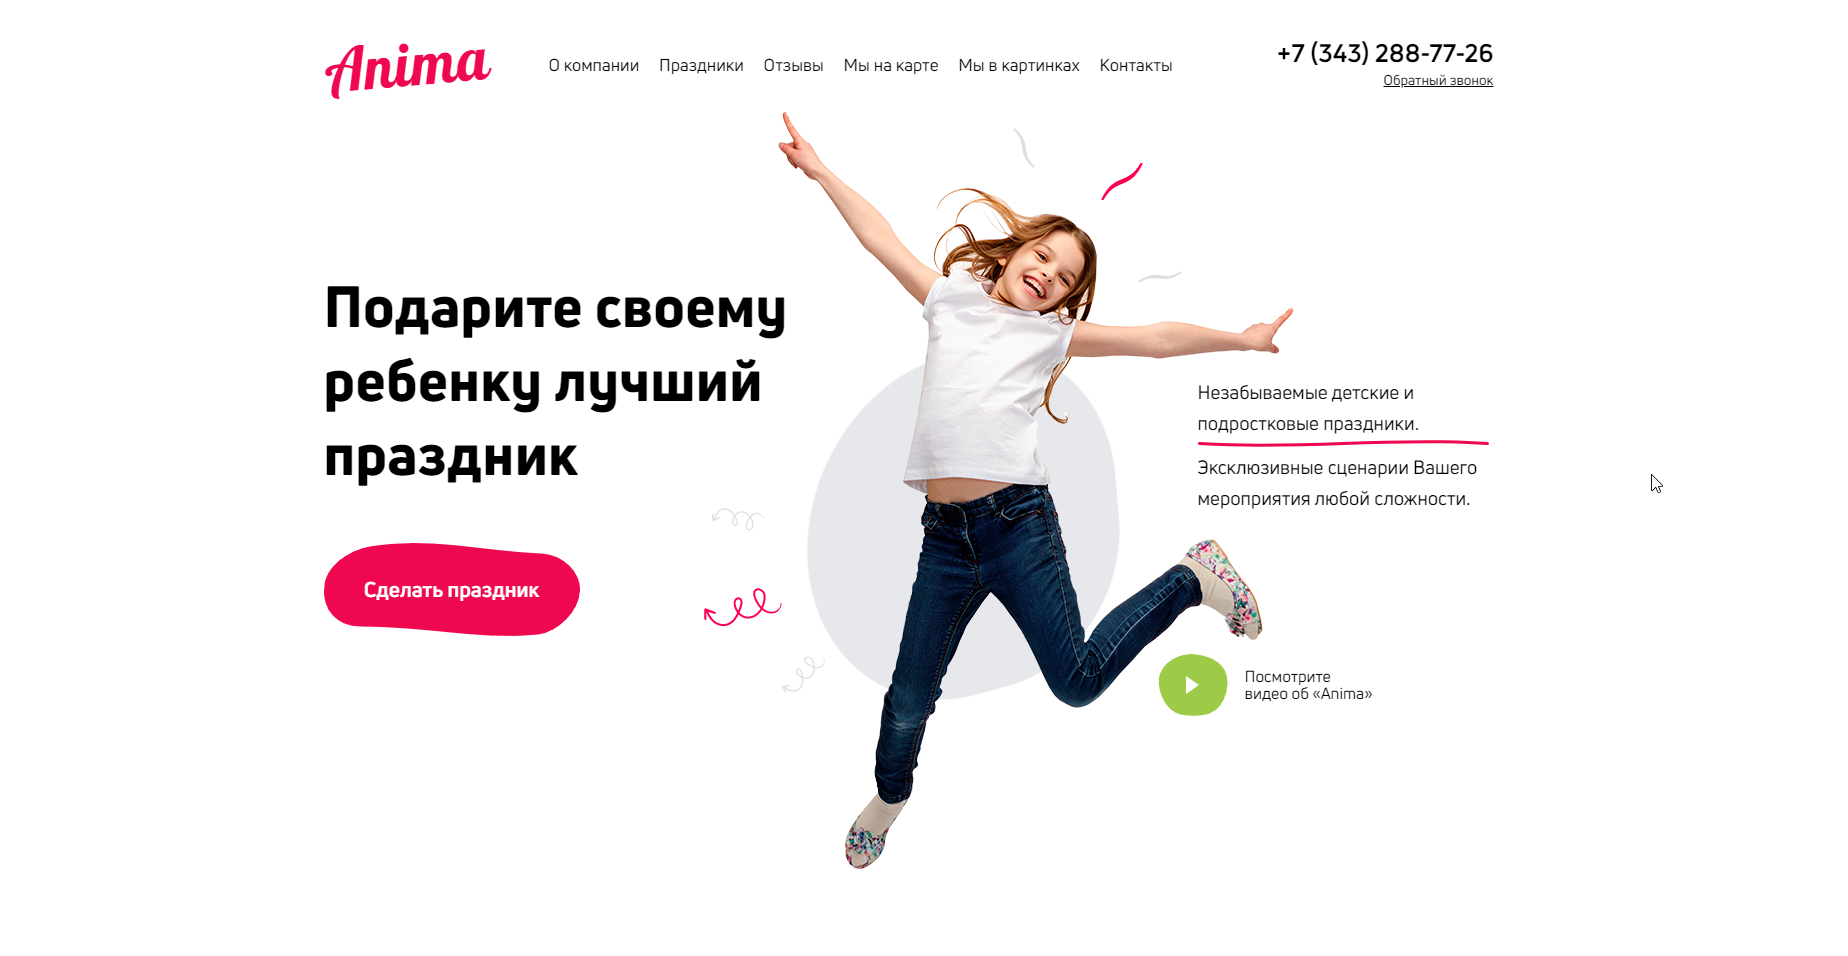 Anima
О компании Праздники Отзывы Мы на карте Мы в картинках Контакты
+7 (343) 288-77-26
Обратный звонок
Подарите своему
ребенку лучший
праздник
Сделать праздник
Незабываемые детские и
подростковые праздники.
Эксклюзивные сценарии Вашего
мероприятия любой сложности.
Посмотрите
видео об «Anima»